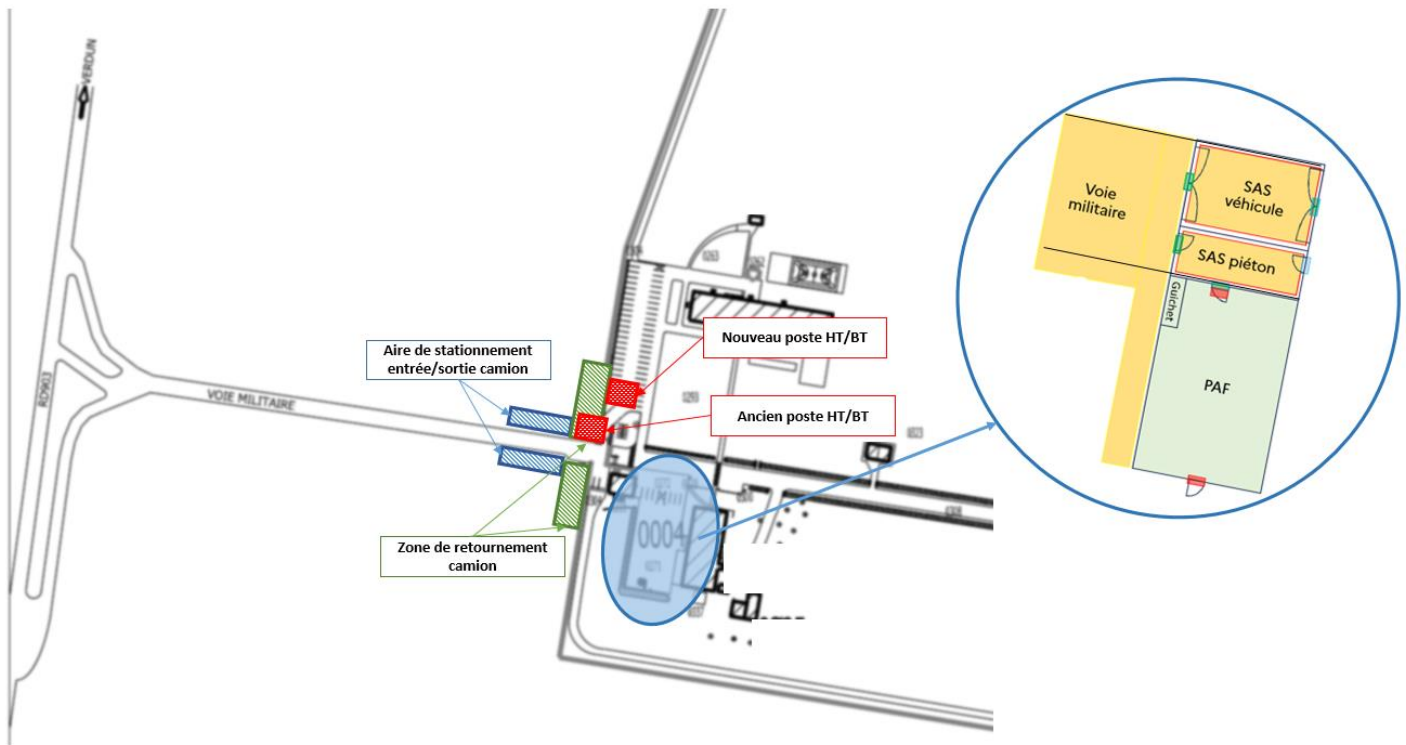 VERDUN
RD903
VOIE MILITAIRE
Aire de stationnement
entrée/sortie camion
Nouveau poste HT/BT
Ancien poste HT/BT
Zone de retournement
camion
0004
Voie
militaire
SAS
véhicule
SAS piéton
Guichet
PAF